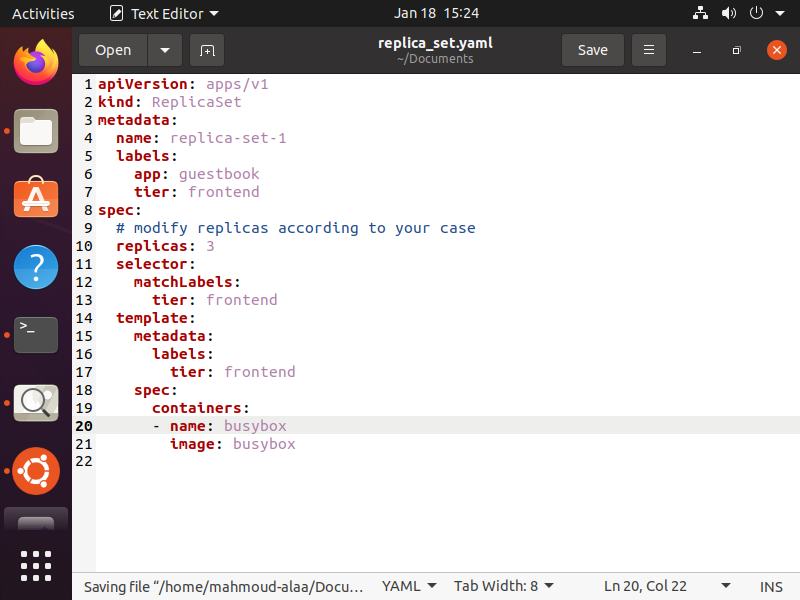 Activities Text Editor Jan 18 15:24
Open replica_set.yaml Save
~/Documents
1 apiVersion: apps/v1
2 kind: ReplicaSet
3 metadata:
4   name: replica-set-1
5   labels:
6     app: guestbook
7     tier: frontend
8 spec:
9   # modify replicas according to your case
10   replicas: 3
11   selector:
12     matchLabels:
13       tier: frontend
14   template:
15     metadata:
16       labels:
17         tier: frontend
18     spec:
19       containers:
20       - name: busybox
21         image: busybox
22
Saving file “/home/mahmoud-alaa/Docu… YAML Tab Width: 8 Ln 20, Col 22 INS